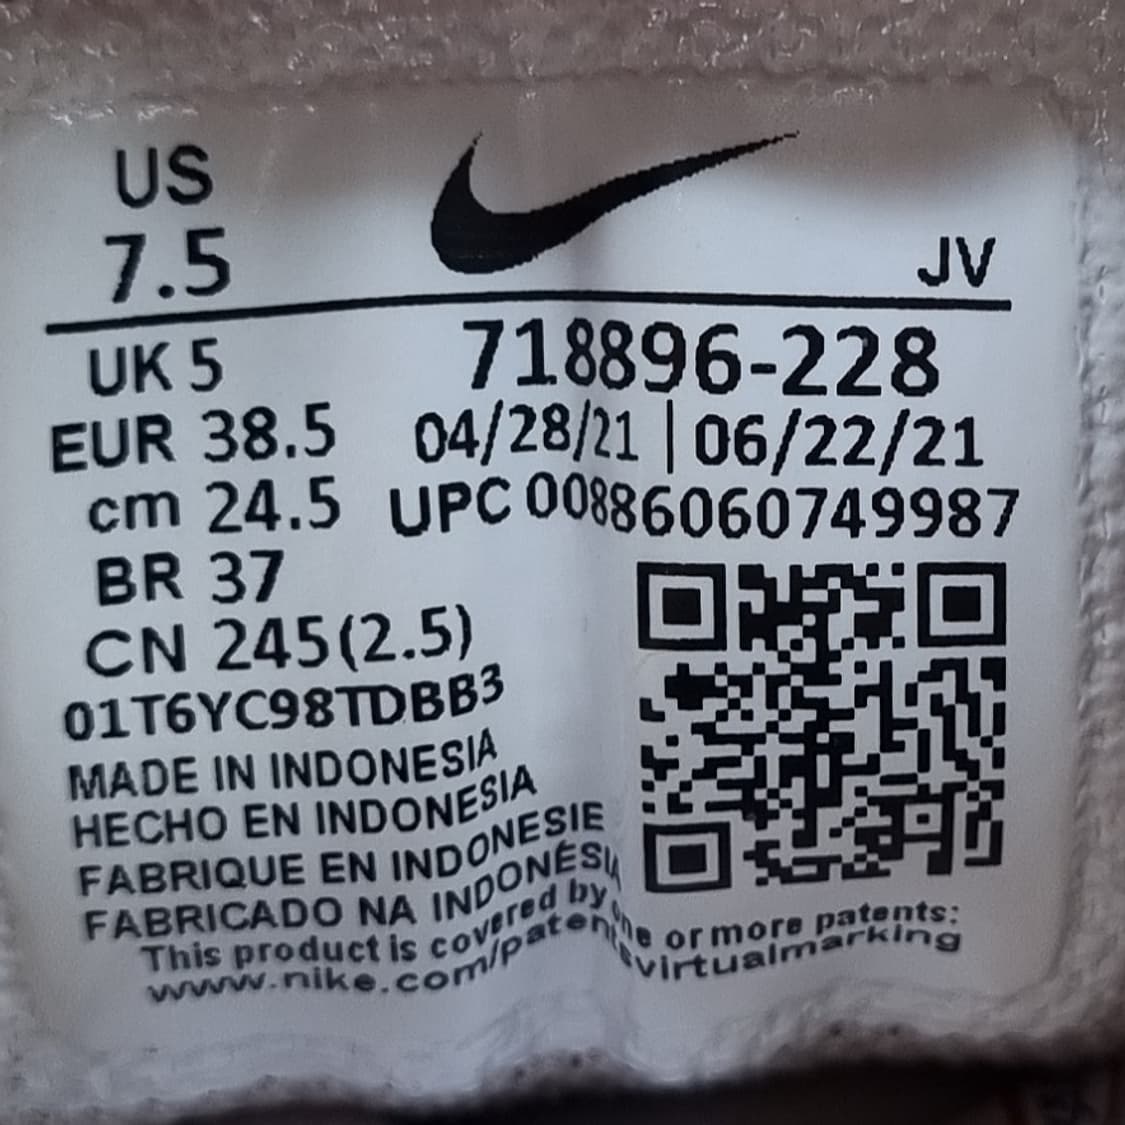 US
7.5
JV
UK 5
718896-228
EUR 38.5
04/28/21 | 06/22/21
cm 24.5
UPC 00886060749987
BR 37
CN 245(2.5)
01T6YC98TDBB3
MADE IN INDONESIA
HECHO EN INDONESIA
FABRIQUE EN INDONESIE
FABRICADO NA INDONÉSIA
This product is covered by one or more patents:
www.nike.com/patents virtualmarking